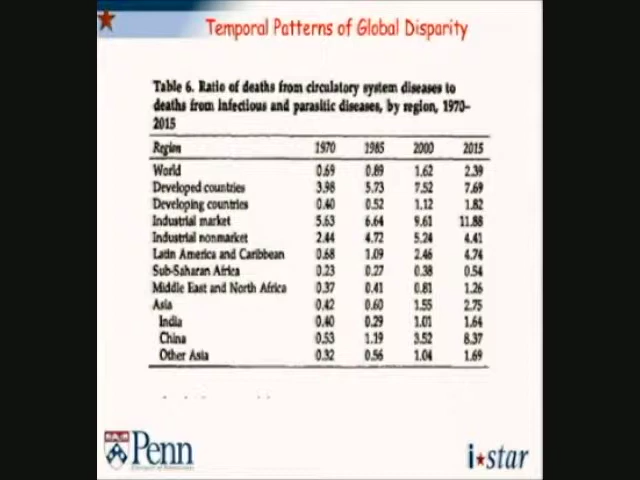 Temporal Patterns of Global Disparity
Table 6. Ratio of deaths from circulatory system diseases to
deaths from infectious and parasitic diseases, by region, 1970–
2015
Region 1970 1985 2000 2015
World 0.69 0.89 1.62 2.39
Developed countries 3.98 5.73 7.52 7.69
Developing countries 0.40 0.52 1.12 1.82
Industrial market 5.63 6.64 9.61 11.88
Industrial nonmarket 2.44 4.72 5.24 4.41
Latin America and Caribbean 0.68 1.09 2.46 4.74
Sub-Saharan Africa 0.23 0.27 0.38 0.54
Middle East and North Africa 0.37 0.41 0.81 1.26
Asia 0.42 0.60 1.55 2.75
India 0.40 0.29 1.01 1.64
China 0.53 1.19 3.52 8.37
Other Asia 0.32 0.56 1.04 1.69
Penn
i★star